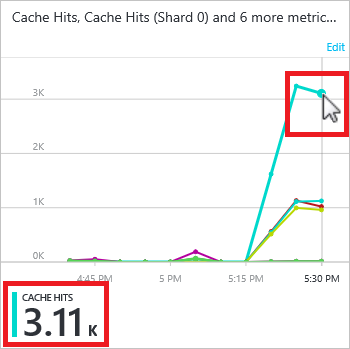 Cache Hits, Cache Hits (Shard 0) and 6 more metric...
Edit
3K
2K
1K
0K
4:45 PM
5 PM
5:15 PM
5:30 PM
CACHE HITS
3.11 K